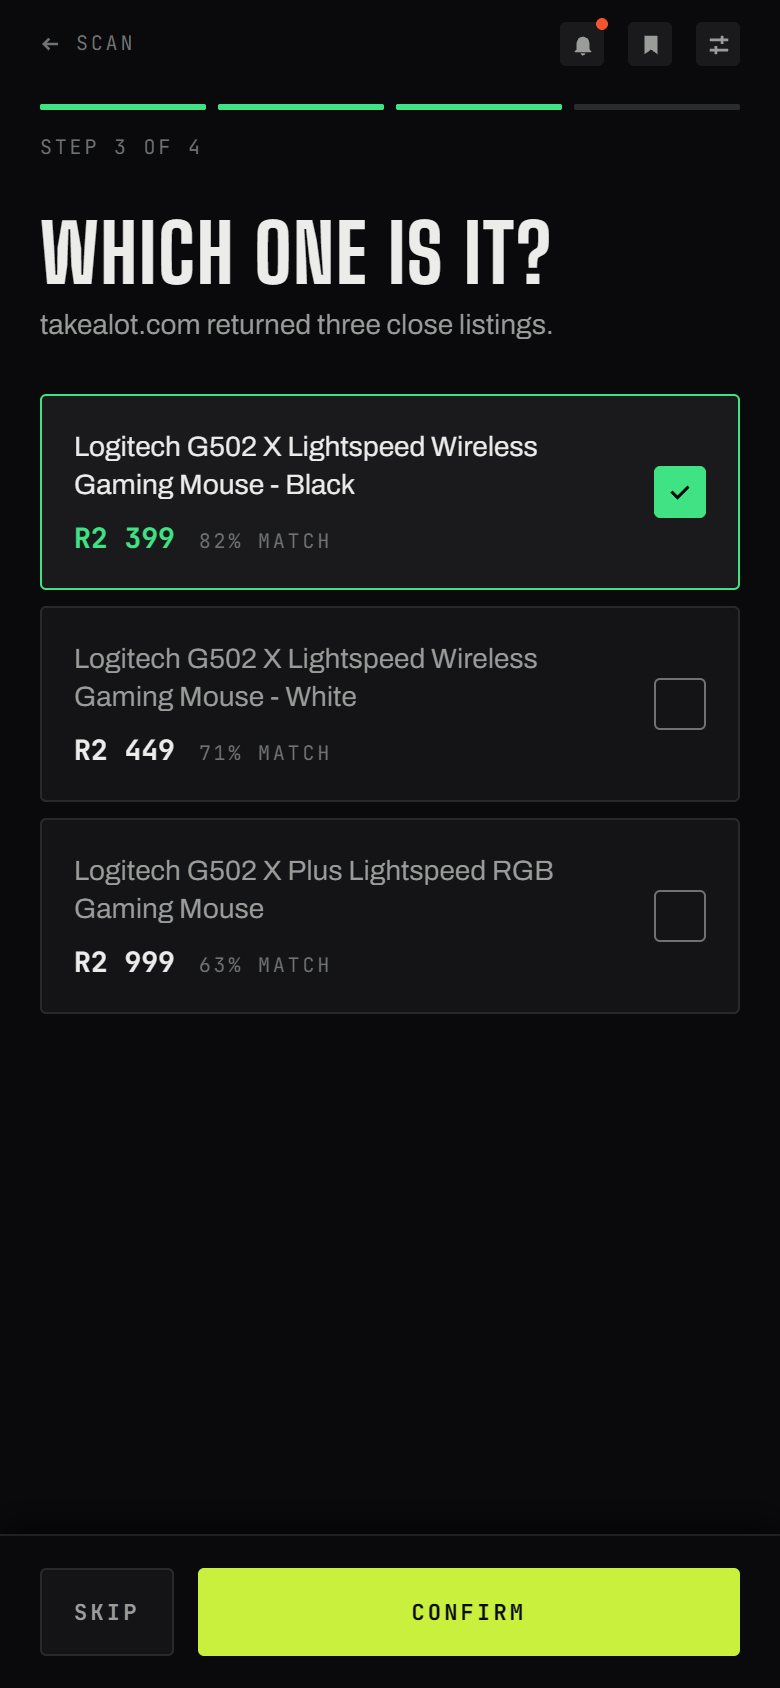 SCAN
STEP 3 OF 4
WHICH ONE IS IT?
takealot.com returned three close listings.
Logitech G502 X Lightspeed Wireless
Gaming Mouse - Black
R2 399 82% MATCH
Logitech G502 X Lightspeed Wireless
Gaming Mouse - White
R2 449 71% MATCH
Logitech G502 X Plus Lightspeed RGB
Gaming Mouse
R2 999 63% MATCH
SKIP CONFIRM